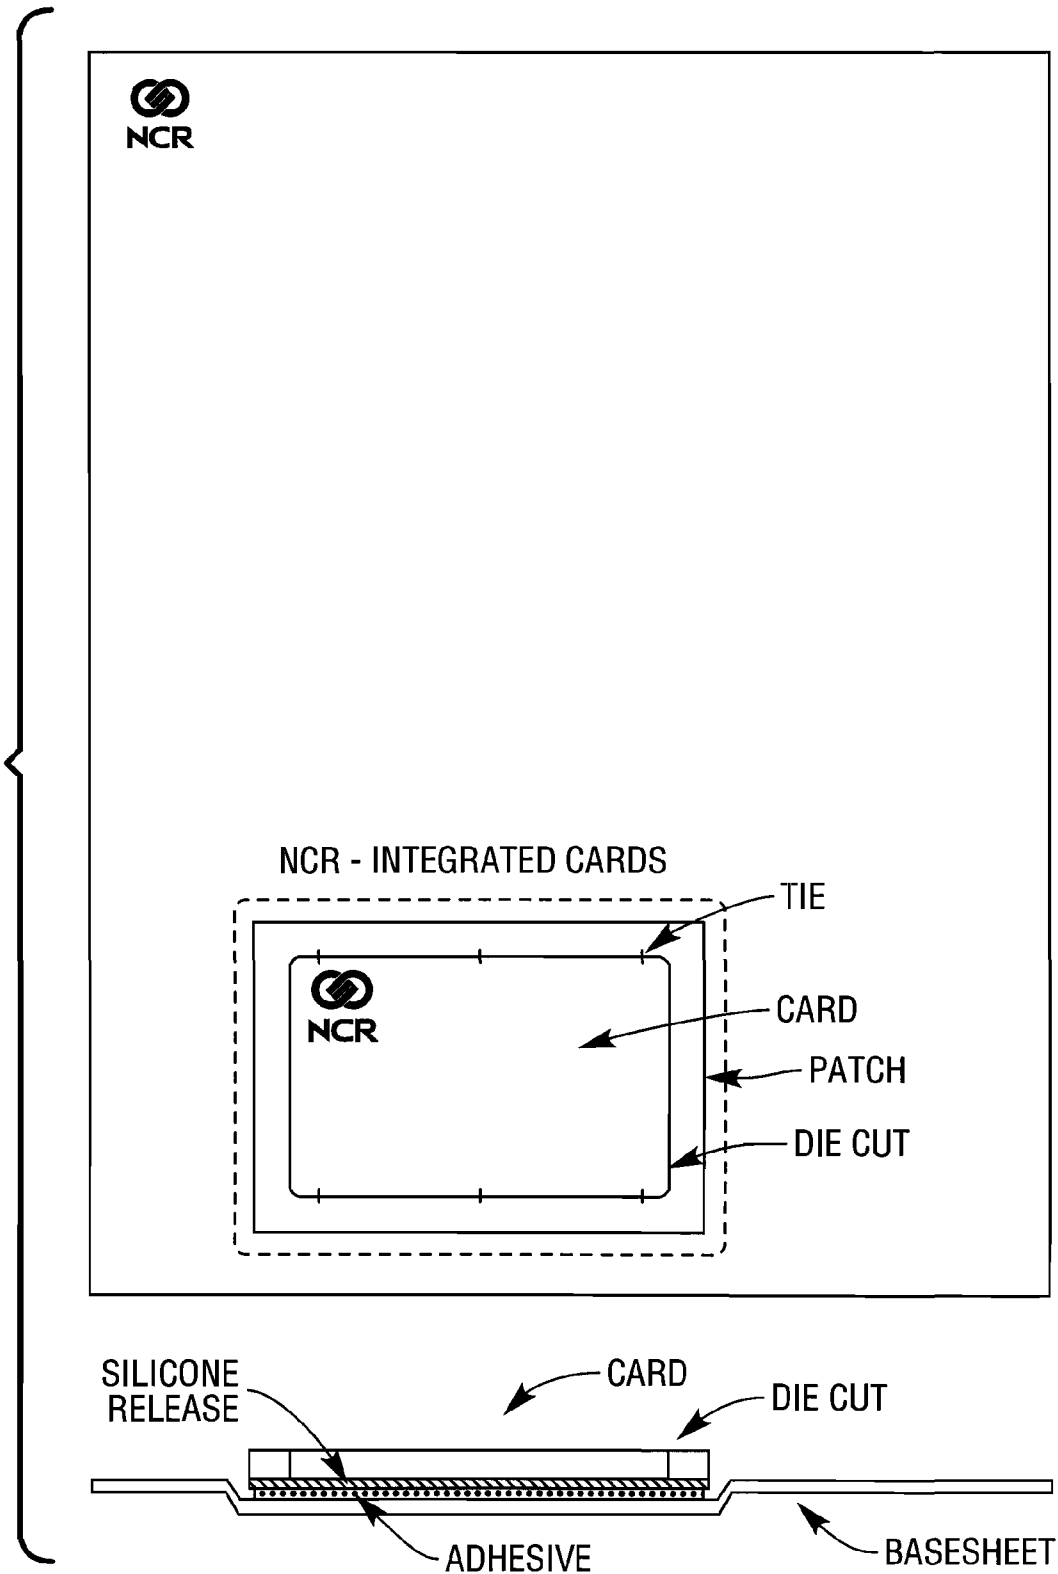 NCR
NCR - INTEGRATED CARDS
TIE
NCR
CARD
PATCH
DIE CUT
SILICONE
RELEASE
CARD
DIE CUT
ADHESIVE
BASESHEET